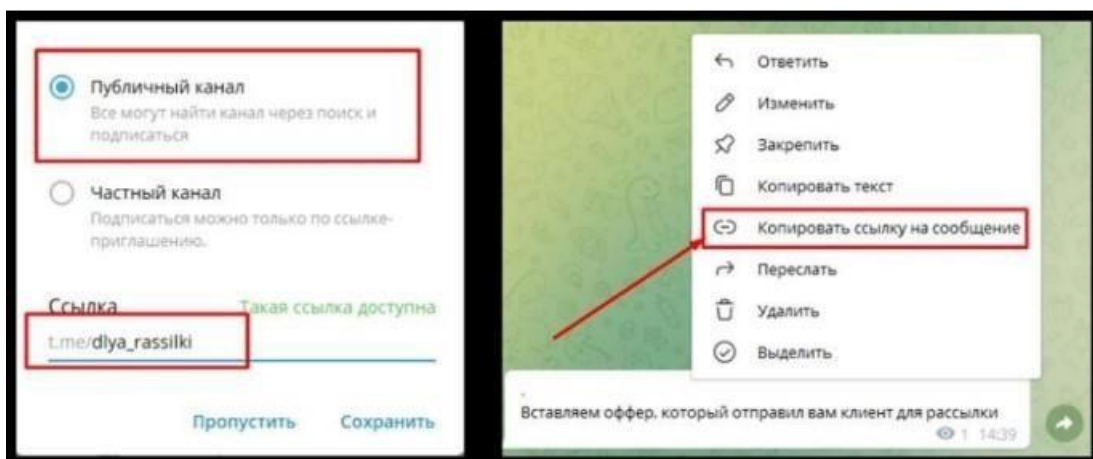 Публичный канал
Все могут найти канал через поиск и
подписаться
Частный канал
Подписаться можно только по ссылке-
приглашению.
Ссылка
Такая ссылка доступна
t.me/dlya_rassilki
Пропустить
Сохранить
Ответить
Изменить
Закрепить
Копировать текст
Копировать ссылку на сообщение
Переслать
Удалить
Выделить
.
Вставляем оффер, который отправил вам клиент для рассылки
1 14:39